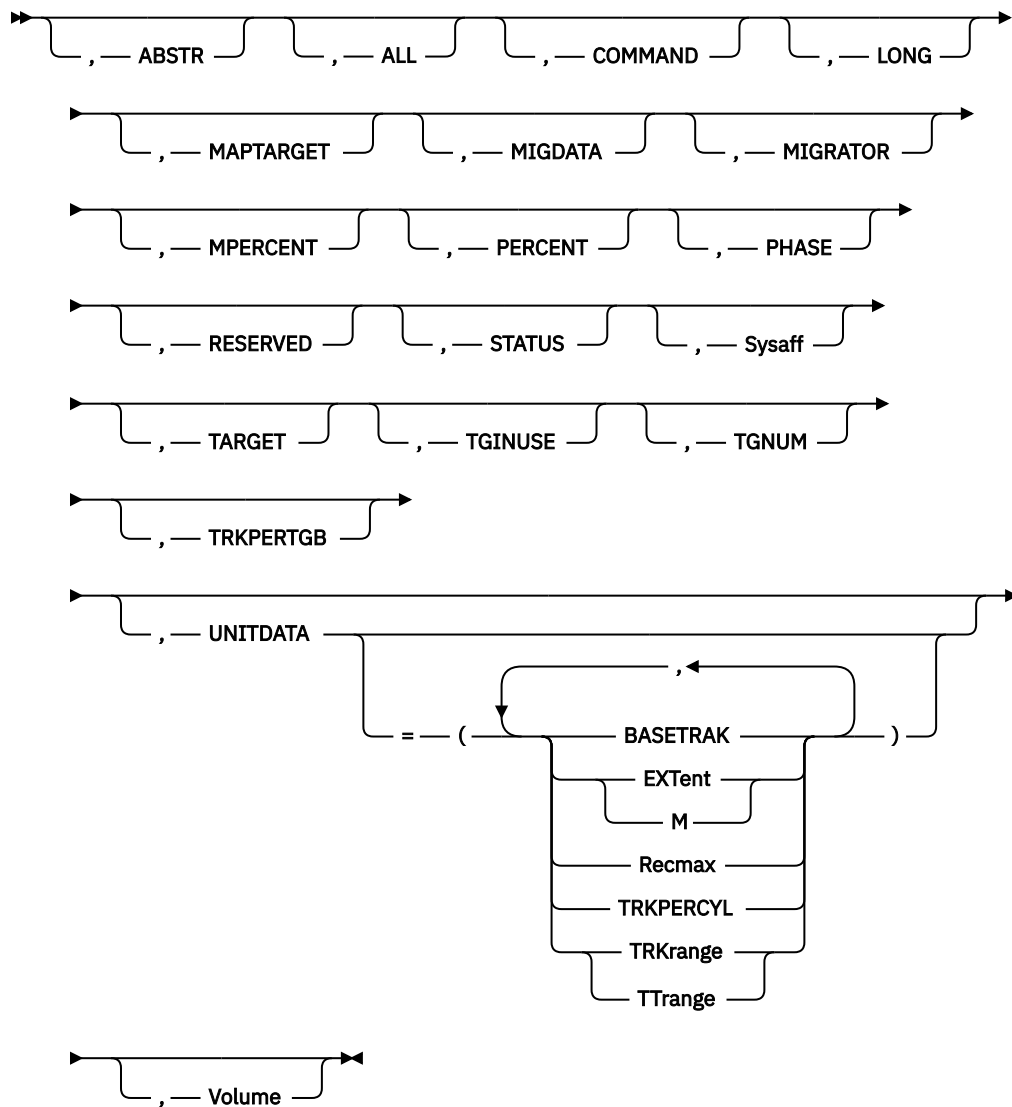 , ABSTR , ALL , COMMAND , LONG
, MAPTARGET , MIGDATA , MIGRATOR
, MPERCENT , PERCENT , PHASE
, RESERVED , STATUS , Sysaff
, TARGET , TGINUSE , TGNUM
, TRKPERTGB
, UNITDATA
,
= ( BASETRAK )
EXTent
M
Recmax
TRKPERCYL
TRKrange
TTrange
, Volume